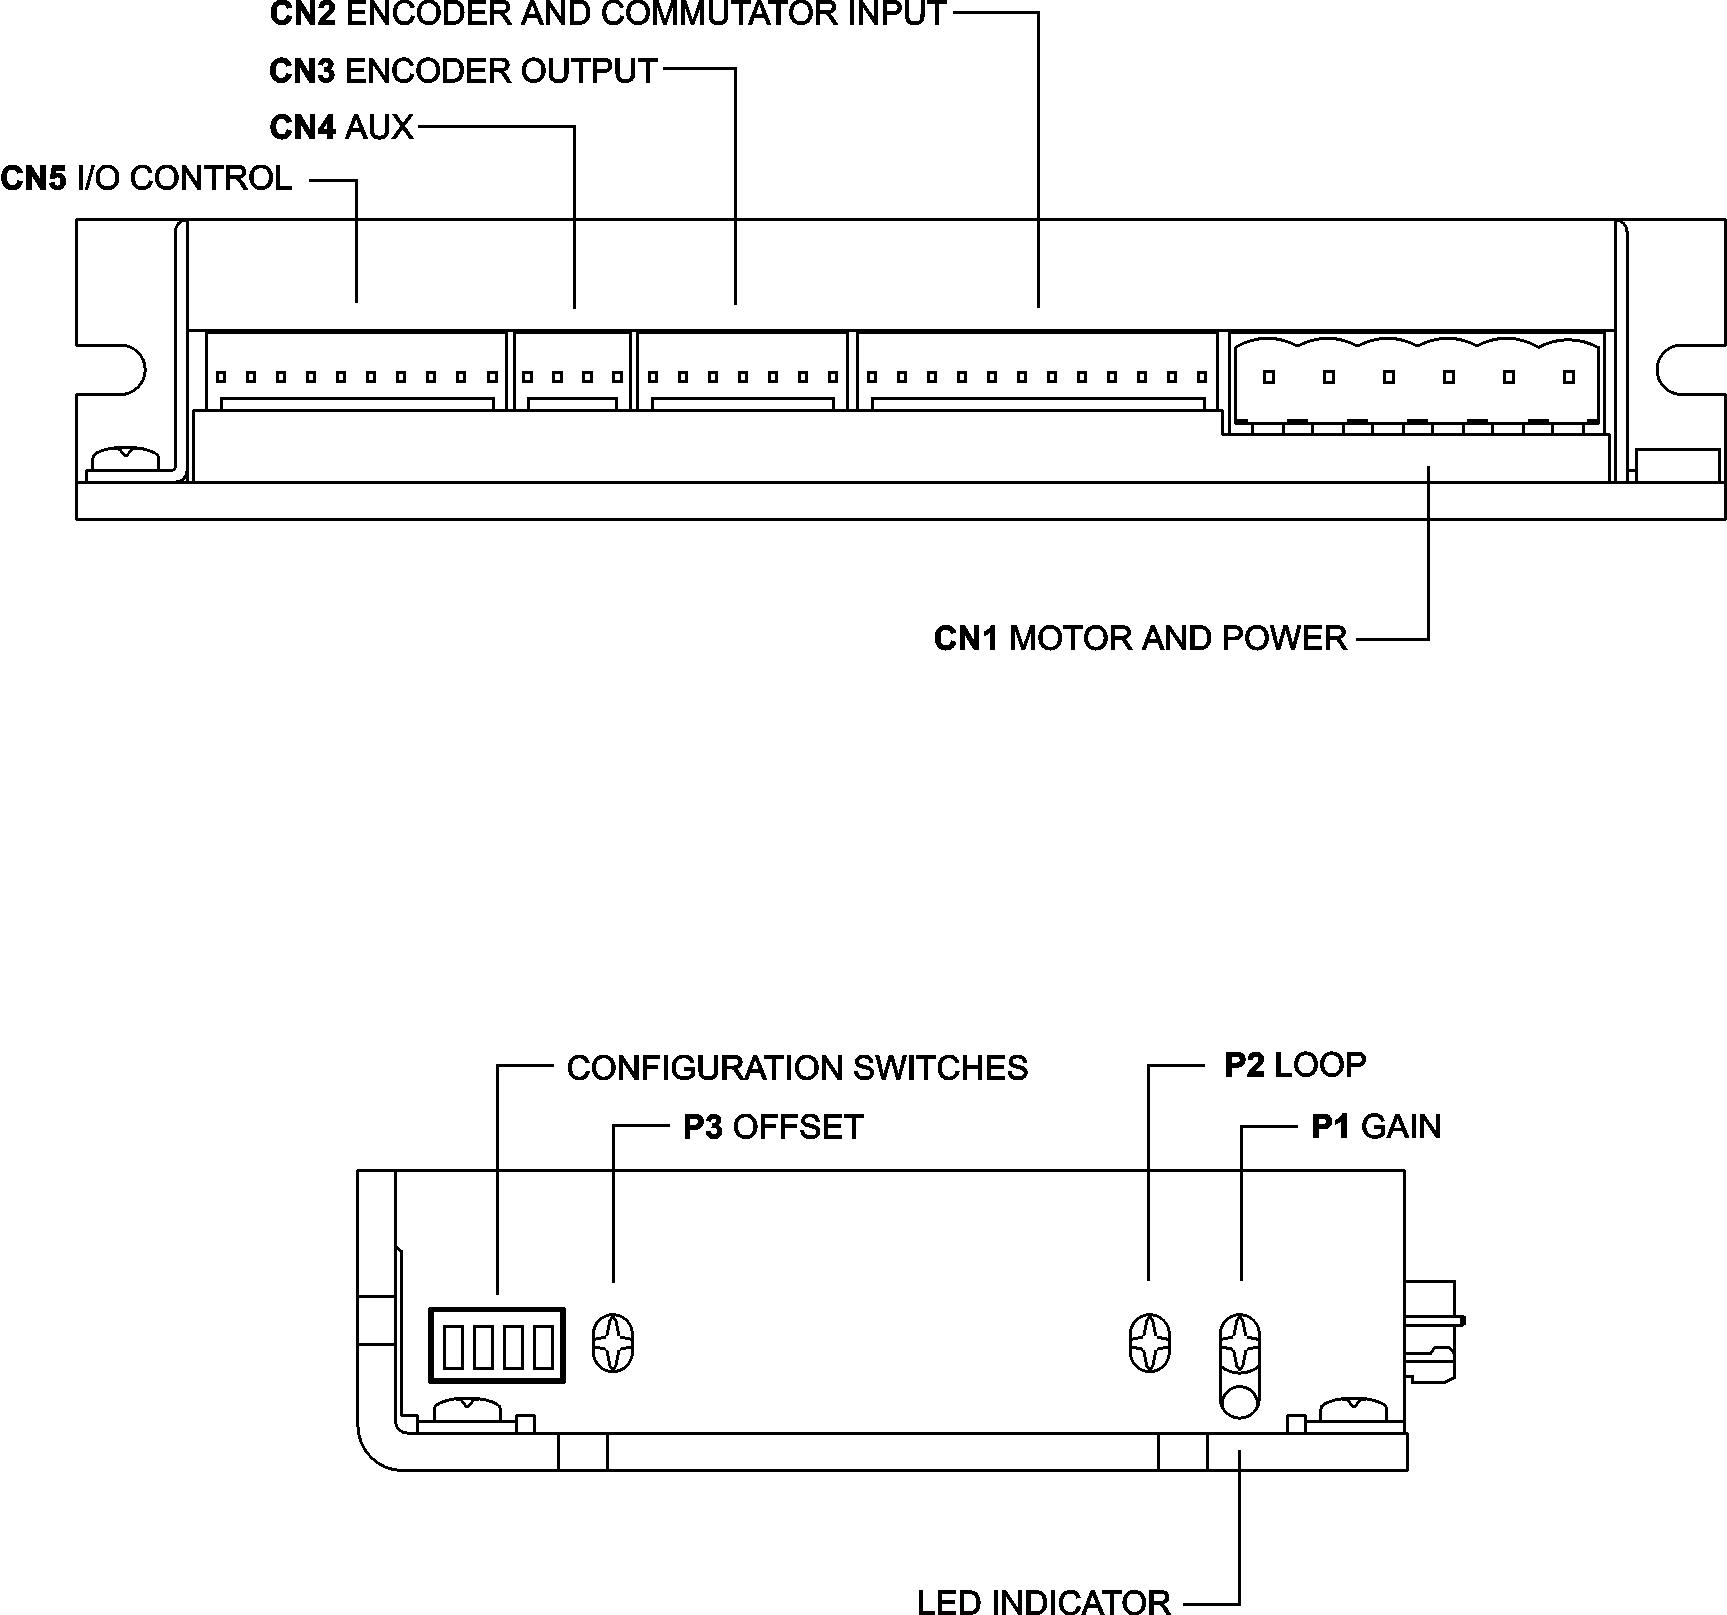 CN2 ENCODER AND COMMUTATOR INPUT
CN3 ENCODER OUTPUT
CN4 AUX
CN5 I/O CONTROL
CN1 MOTOR AND POWER
CONFIGURATION SWITCHES
P2 LOOP
P3 OFFSET
P1 GAIN
LED INDICATOR